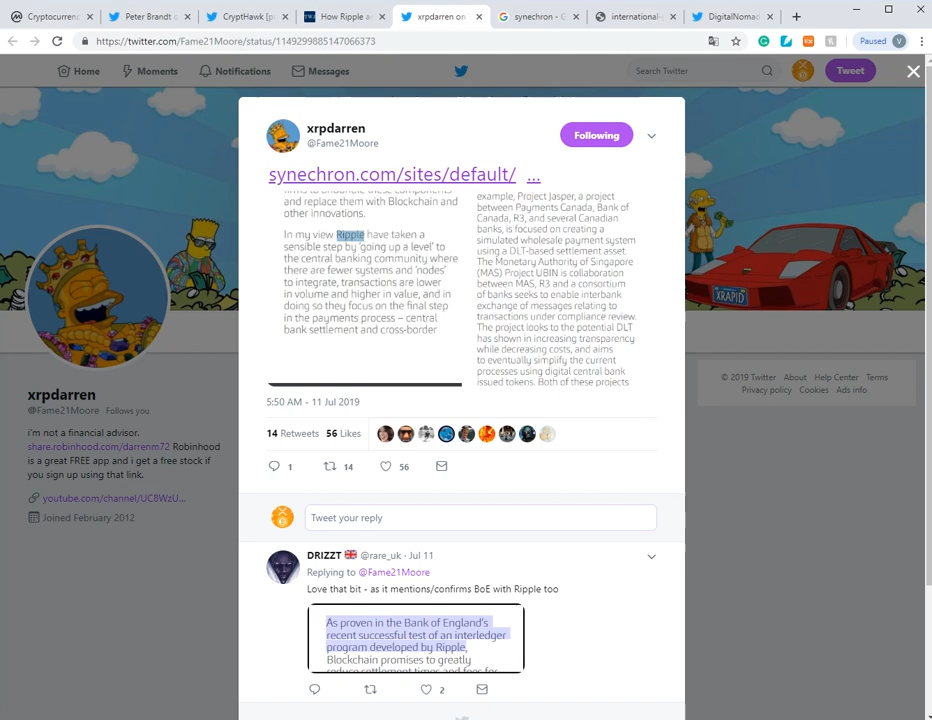 Cryptocurrenc
Peter Brandt o
CryptHawk [p
How Ripple a
xrpdarren on
synechron - G
international-
DigitalNomad
https://twitter.com/Fame21Moore/status/1149299885147066373
Paused
V
Home
Moments
Notifications
Messages
Search Twitter
Tweet
xrpdarren
@Fame21Moore
Following
synechron.com/sites/default/ ...
and replace them with Blockchain and
other innovations.
In my view Ripple have taken a
sensible step by 'going up a level' to
the central banking community where
there are fewer systems and 'nodes'
to integrate, transactions are lower
in volume and higher in value, and in
doing so they focus on the final step
in the payments process – central
bank settlement and cross-border
example, Project Jasper, a project
between Payments Canada, Bank of
Canada, R3, and several Canadian
banks, is focused on creating a
simulated wholesale payment system
using a DLT-based settlement asset.
The Monetary Authority of Singapore
(MAS) Project UBIN is collaboration
between MAS, R3 and a consortium
of banks seeks to enable interbank
exchange of messages relating to
transactions under compliance review.
The project looks to the potential DLT
has shown in increasing transparency
while decreasing costs, and aims
to eventually simplify the current
processes using digital central bank
issued tokens. Both of these projects
5:50 AM - 11 Jul 2019
14 Retweets 56 Likes
1 14 56
Tweet your reply
DRIZZT @rare_uk · Jul 11
Replying to @Fame21Moore
Love that bit - as it mentions/confirms BoE with Ripple too
As proven in the Bank of England's
recent successful test of an interledger
program developed by Ripple,
Blockchain promises to greatly
reduce settlement times and fees for
2
xrpdarren
@Fame21Moore Follows you
i'm not a financial advisor.
share.robinhood.com/darrenm72 Robinhood
is a great FREE app and i get a free stock if
you sign up using that link.
youtube.com/channel/UC8WzU...
Joined February 2012
XRAPID
© 2019 Twitter About Help Center Terms
Privacy policy Cookies Ads info